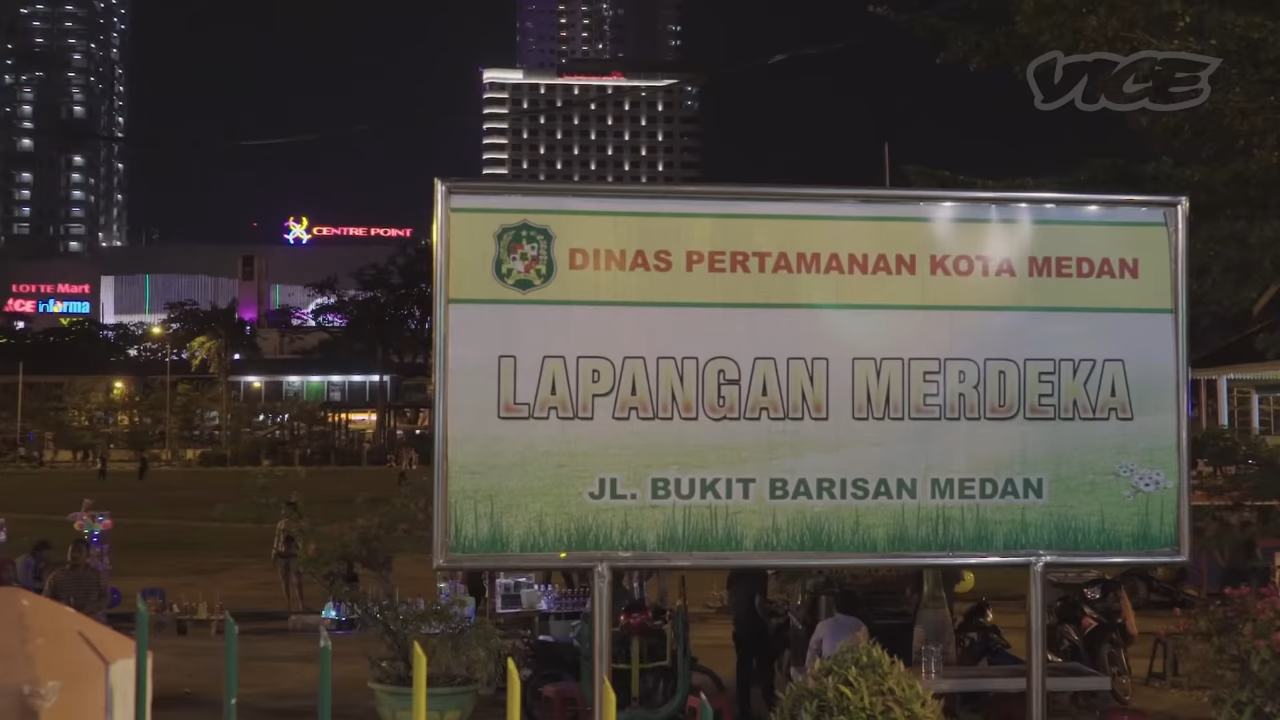 VICE
CENTRE POINT
LOTTE Mart
ACE informa
DINAS PERTAMANAN KOTA MEDAN
LAPANGAN MERDEKA
JL. BUKIT BARISAN MEDAN